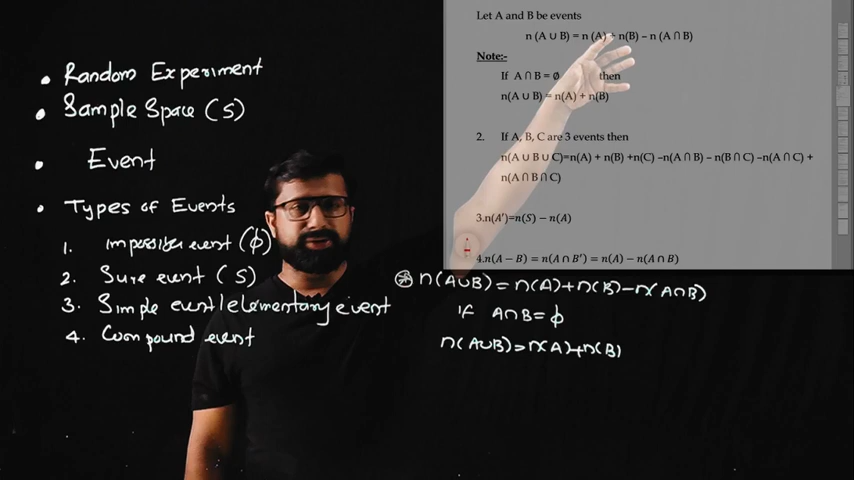 Let A and B be events
n (A ∪ B) = n (A) + n(B) – n (A ∩ B)
Note:-
If A ∩ B = ∅ then
n(A ∪ B) = n(A) + n(B)
2. If A, B, C are 3 events then
n(A ∪ B ∪ C)=n(A) + n(B) +n(C) –n(A ∩ B) – n(B ∩ C) –n(A ∩ C) +
n(A ∩ B ∩ C)
3.n(A′)=n(S) – n(A)
4.n(A – B) = n(A ∩ B′) = n(A) – n(A ∩ B)
• Random Experiment
• Sample Space (S)
• Event
• Types of Events
1. impossible event (ϕ)
2. Sure event (S)
3. Simple event/elementary event
4. Compound event
n(A∪B) = n(A)+n(B)-n(A∩B)
if A∩B=ϕ
n(A∪B)=n(A)+n(B)